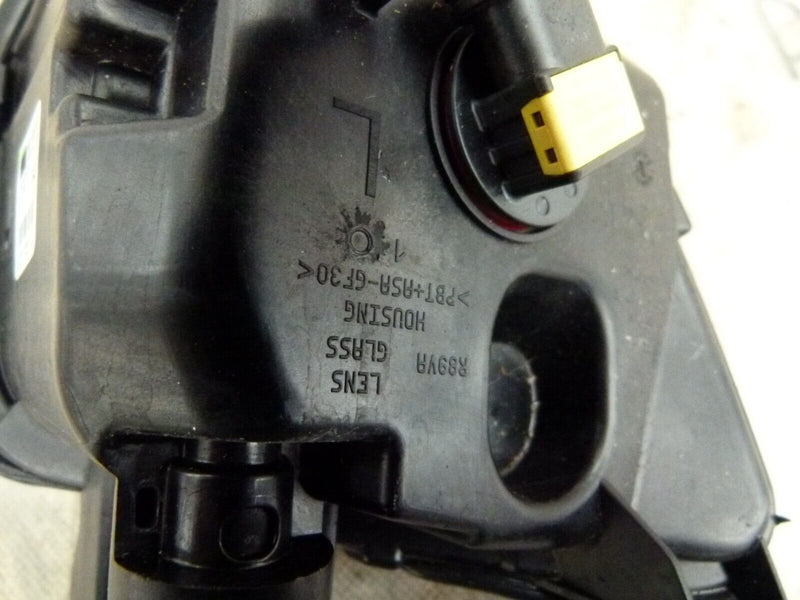 LENS
GLASS
HOUSING
>PBT+ASA-GF30<
R89VA
1
L